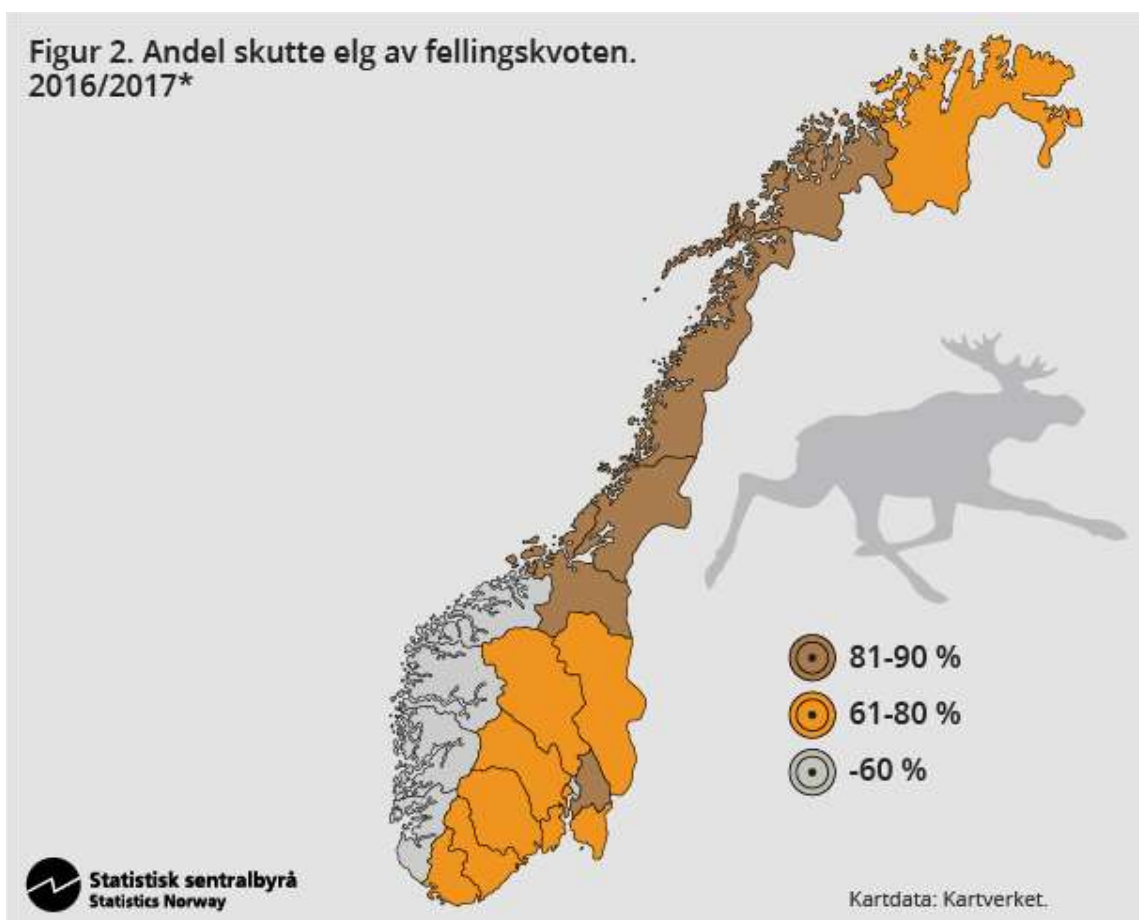 Figur 2. Andel skutte elg av fellingskvoten.
2016/2017*
81-90 %
61-80 %
-60 %
Statistisk sentralbyrå
Statistics Norway
Kartdata: Kartverket.